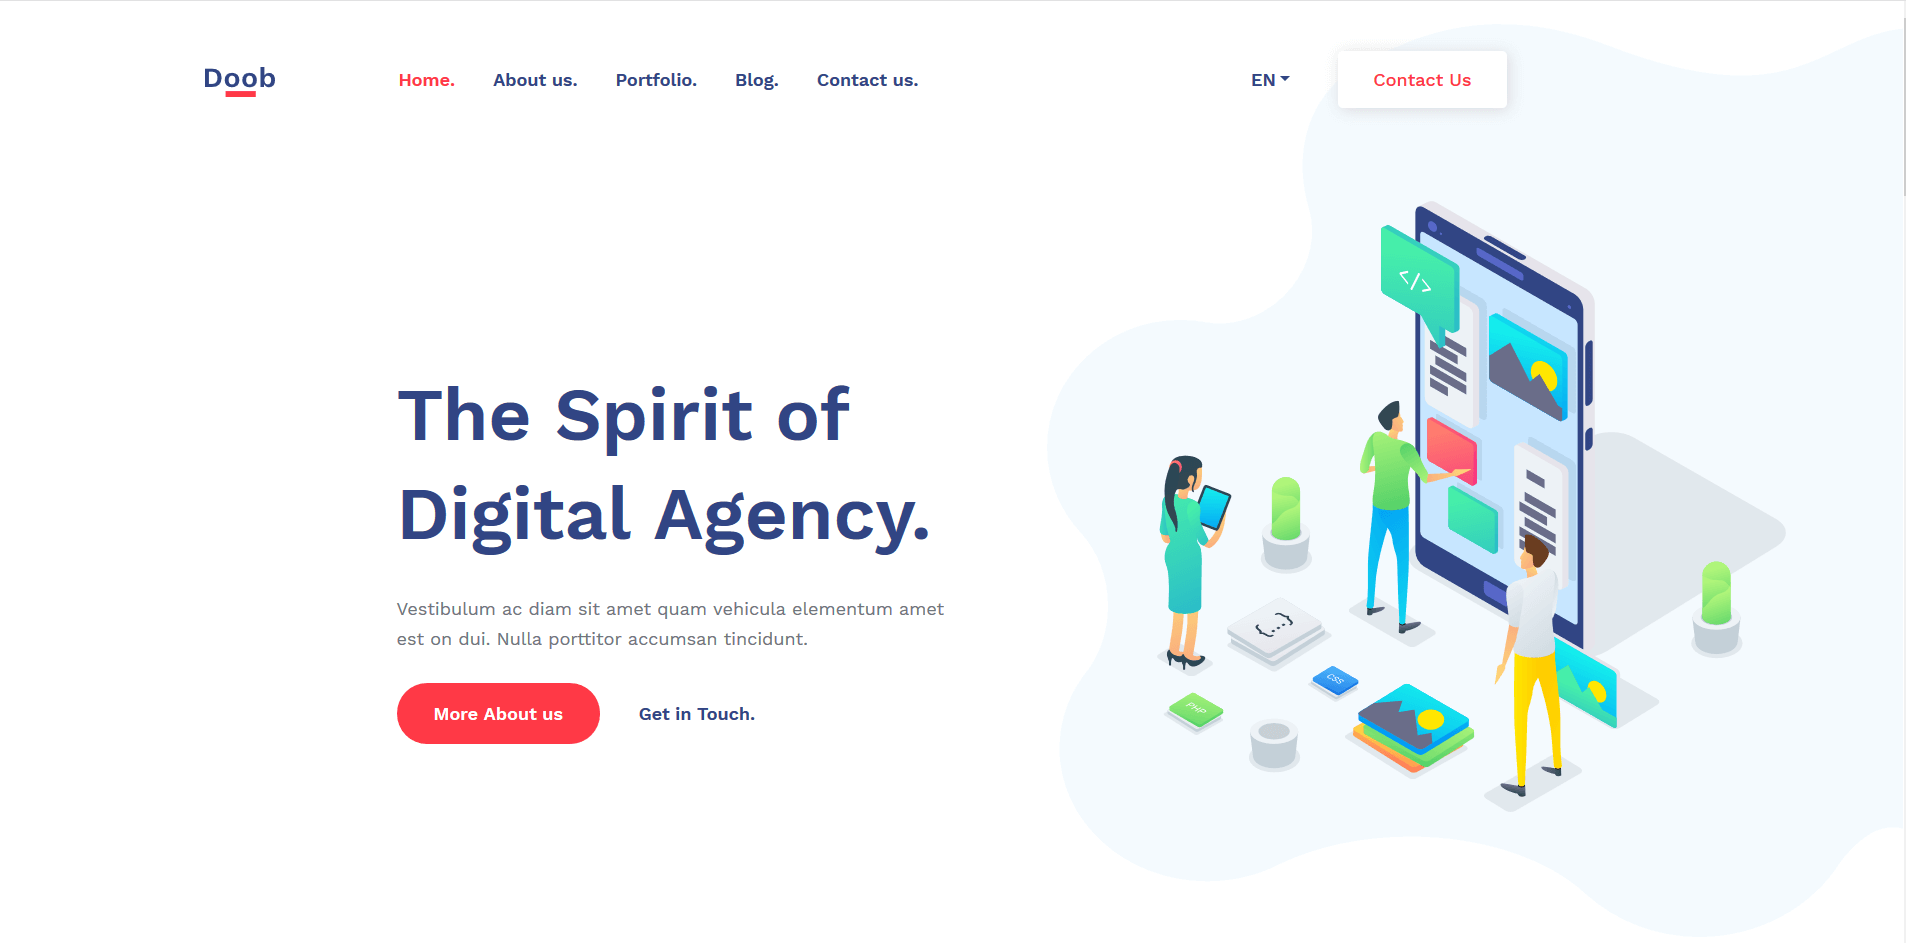 Doob
Home. About us. Portfolio. Blog. Contact us.
EN
Contact Us
</>
The Spirit of
Digital Agency.
Vestibulum ac diam sit amet quam vehicula elementum amet
est on dui. Nulla porttitor accumsan tincidunt.
More About us
Get in Touch.
{...}
CSS
PHP